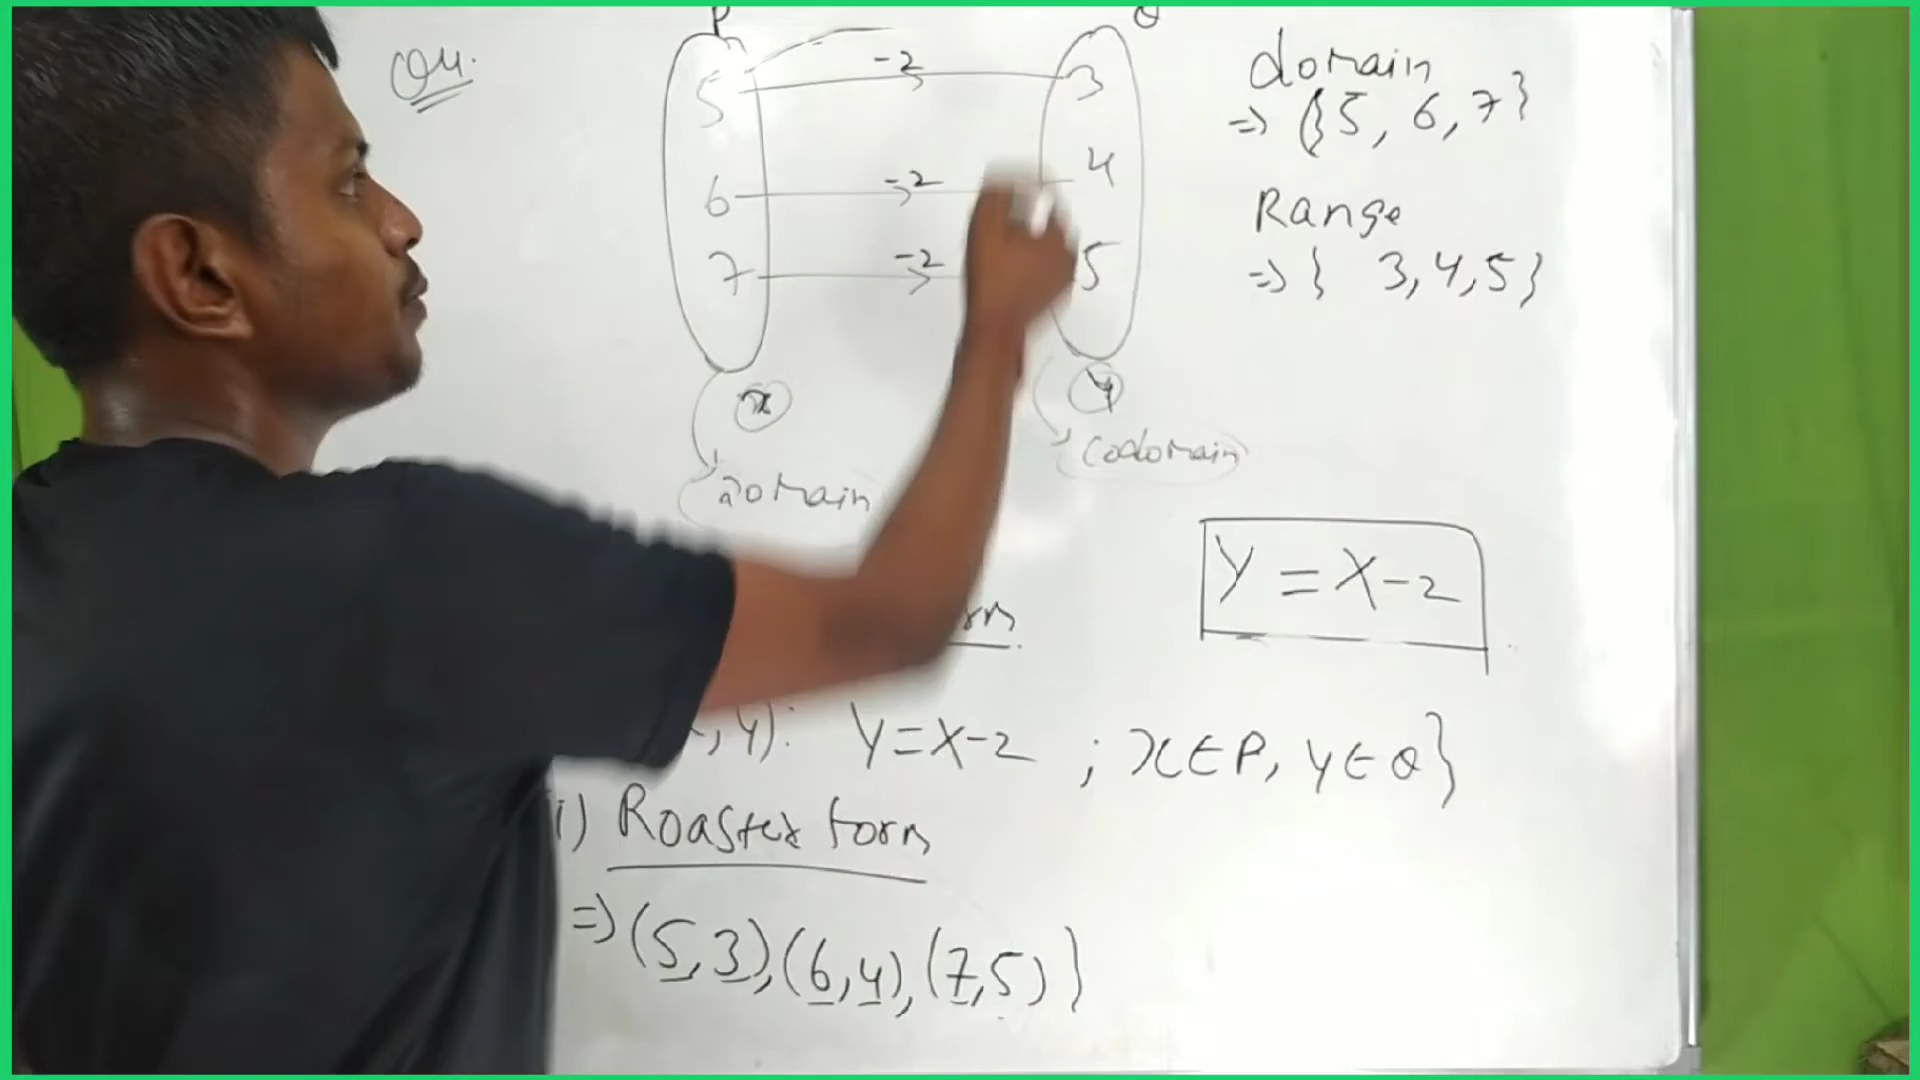 Q4.
P
Q
5 -2 3
6 -2 4
7 -2 5
x
y
Domain
Codomain
domain
=> {5, 6, 7}
Range
=> { 3, 4, 5}
Y = X-2
, y): Y=X-2 ; x∈P, y∈Q}
i) Roaster form
=> (5,3), (6,4), (7,5) }